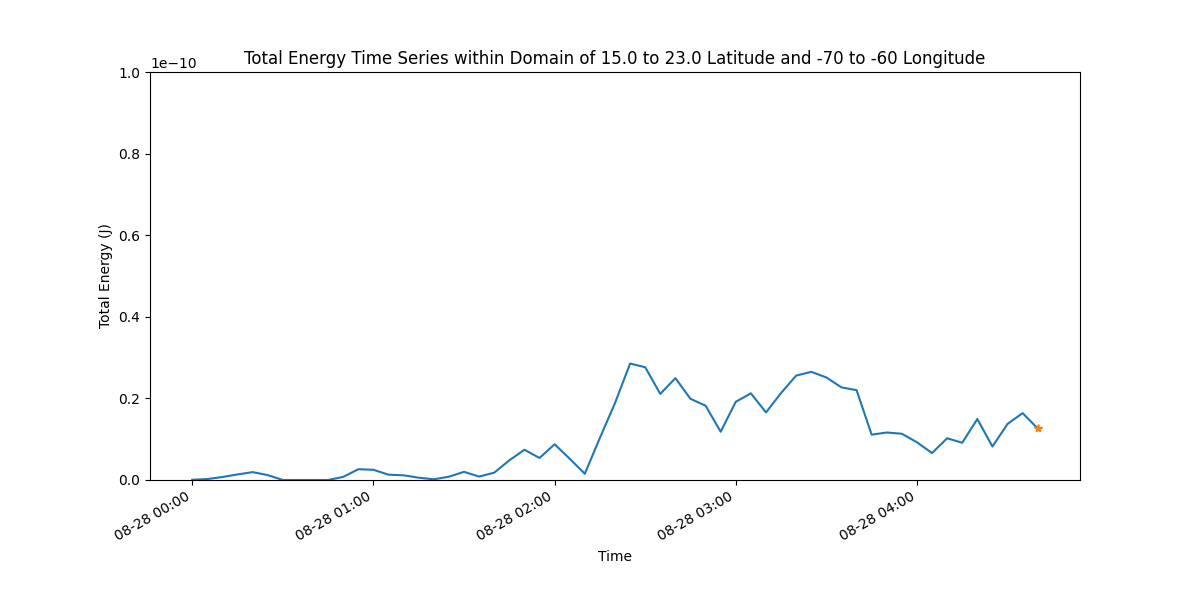 Total Energy Time Series within Domain of 15.0 to 23.0 Latitude and -70 to -60 Longitude
1e−10
1.0
0.8
0.6
0.4
0.2
0.0
Total Energy (J)
08-28 00:00
08-28 01:00
08-28 02:00
08-28 03:00
08-28 04:00
Time